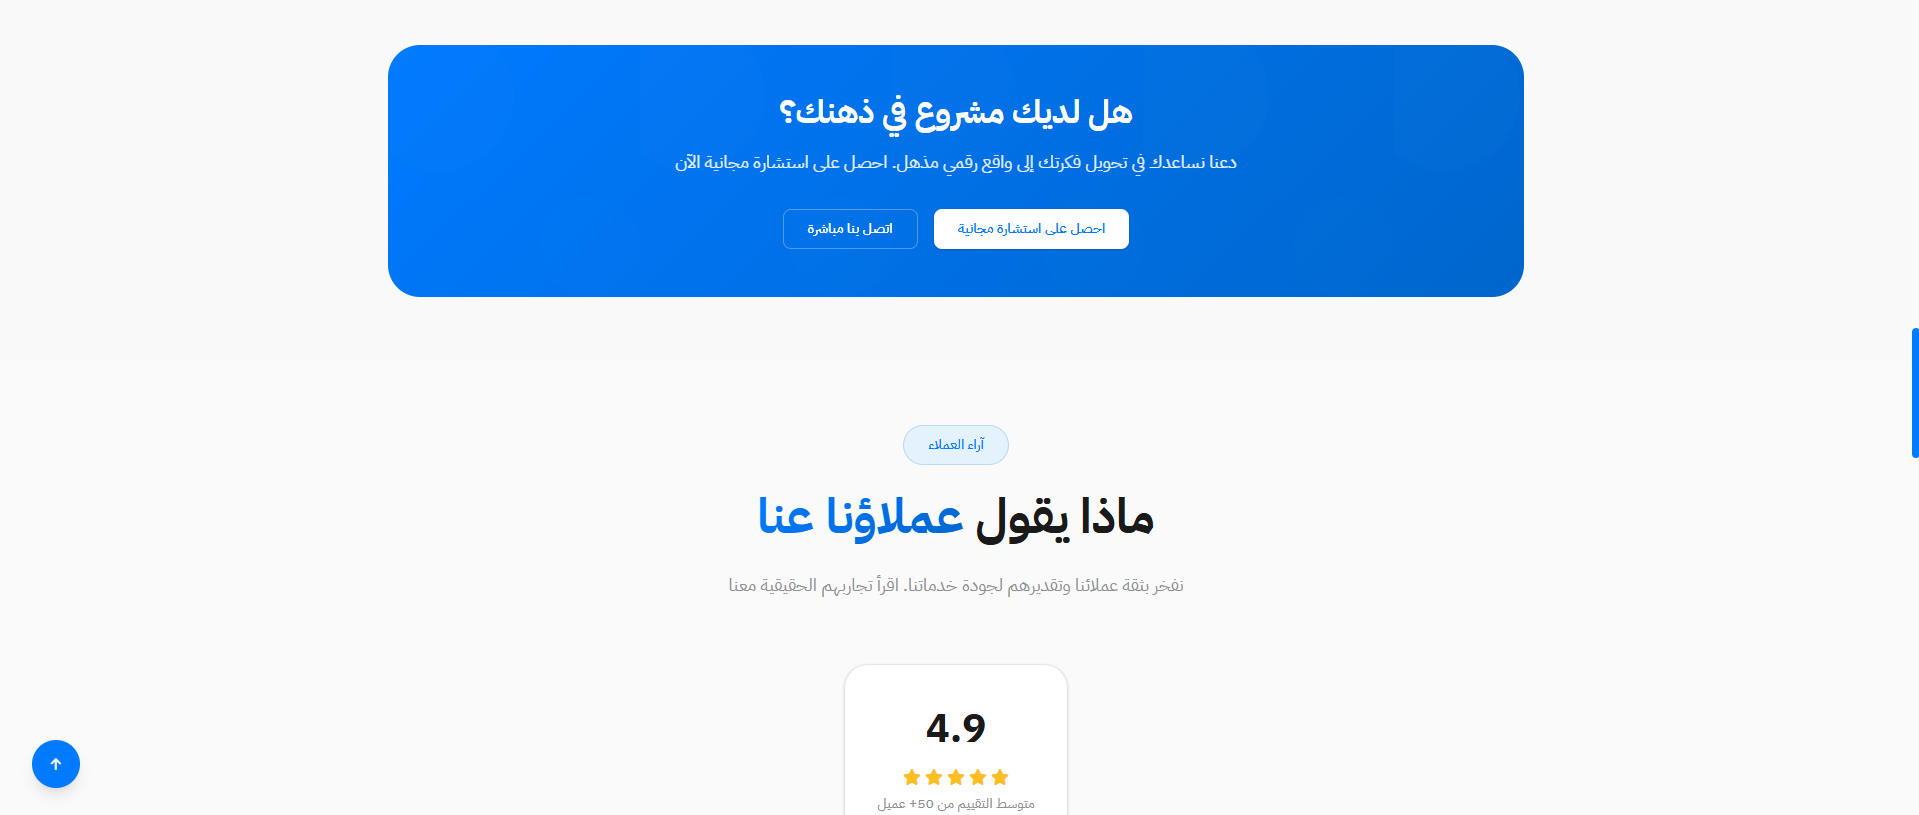 هل لديك مشروع في ذهنك؟
دعنا نساعدك في تحويل فكرتك إلى واقع رقمي مذهل. احصل على استشارة مجانية الآن
احصل على استشارة مجانية
اتصل بنا مباشرة
آراء العملاء
ماذا يقول عملاؤنا عنا
نفخر بثقة عملائنا وتقديرهم لجودة خدماتنا. اقرأ تجاربهم الحقيقية معنا
4.9
متوسط التقييم من 50+ عميل